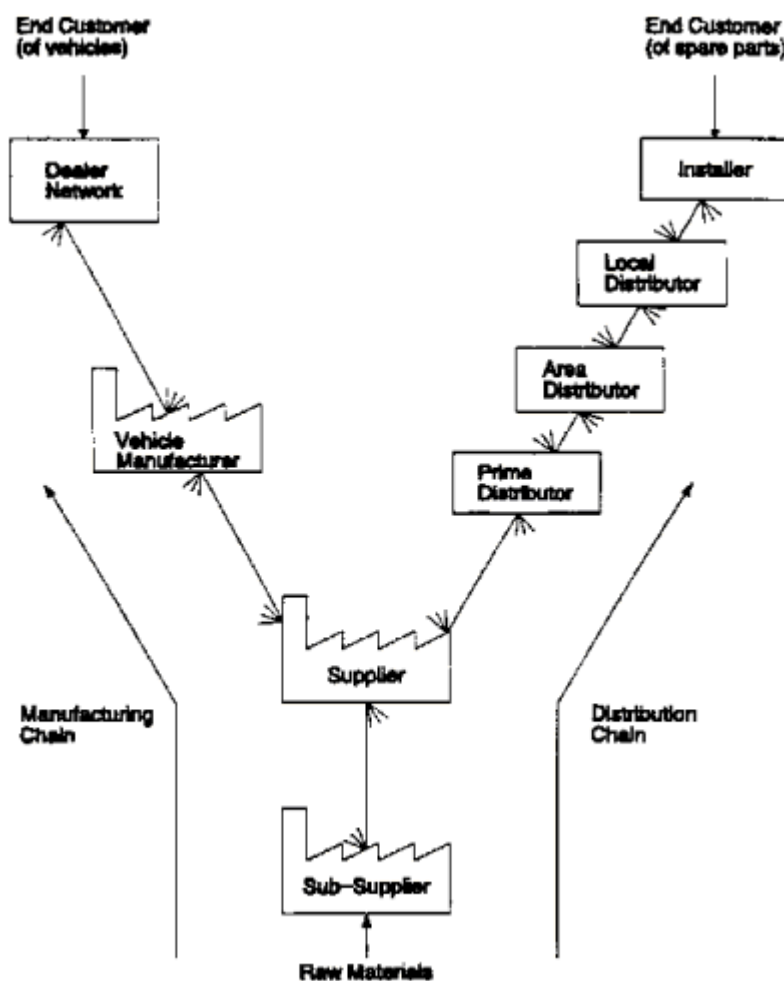 End Customer
(of vehicles)
End Customer
(of spare parts)
Dealer
Network
Installer
Local
Distributor
Area
Distributor
Vehicle
Manufacturer
Prime
Distributor
Supplier
Manufacturing
Chain
Distribution
Chain
Sub-Supplier
Raw Materials